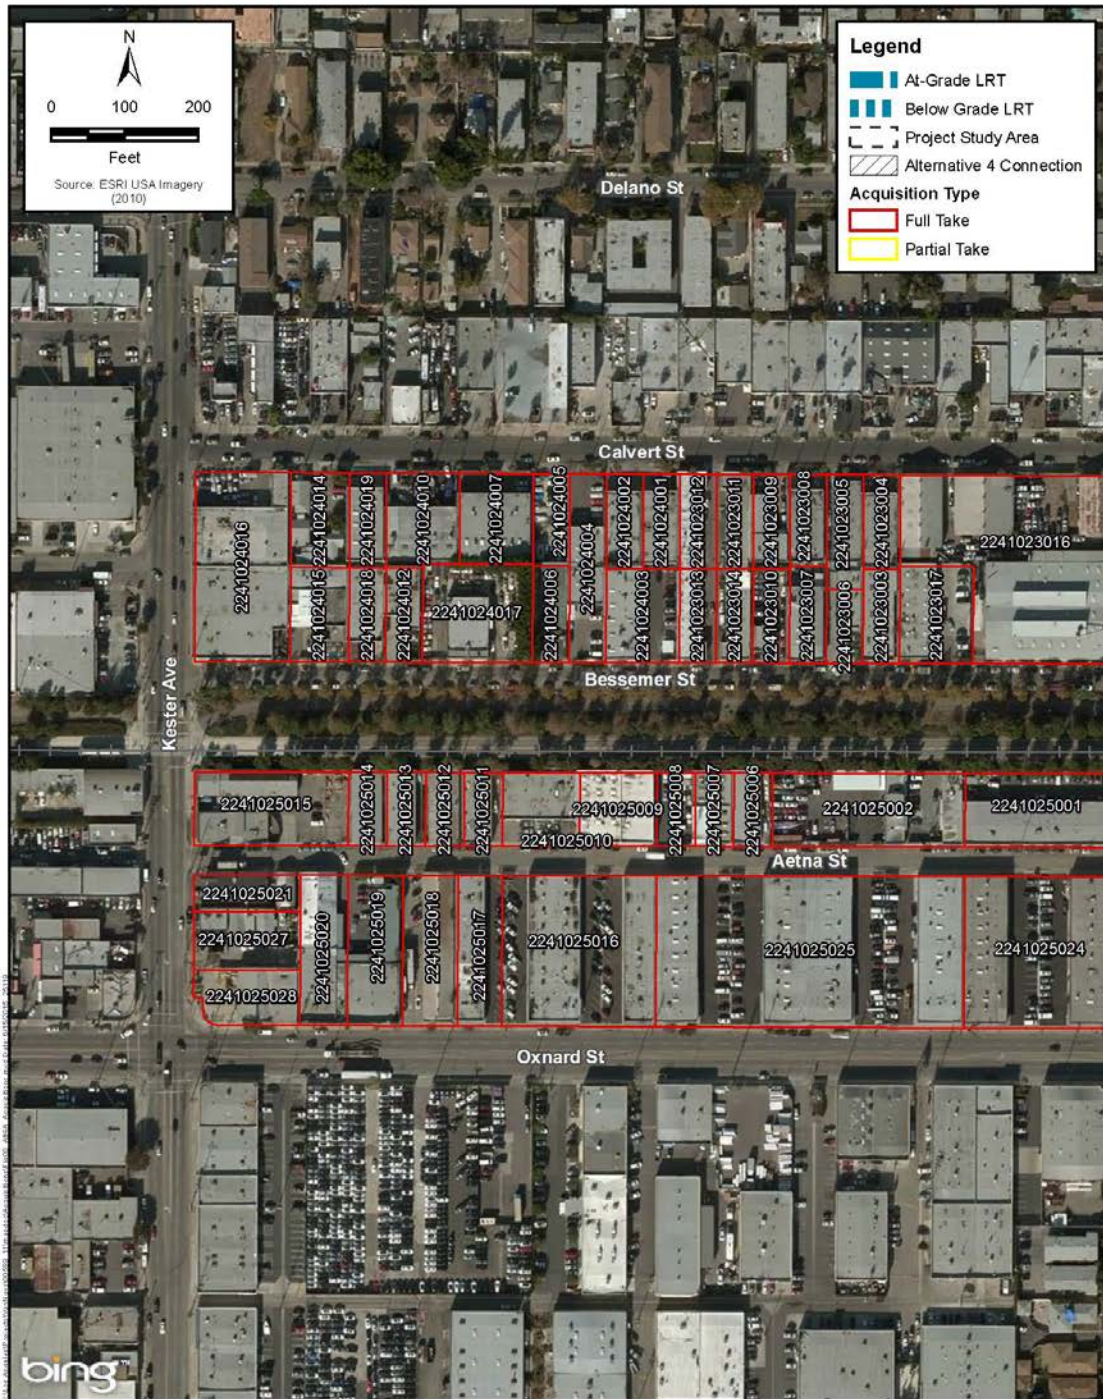 N
0 100 200
Feet
Source: ESRI USA Imagery
(2010)
Legend
At-Grade LRT
Below Grade LRT
Project Study Area
Alternative 4 Connection
Acquisition Type
Full Take
Partial Take
Delano St
Calvert St
2241024016
2241024014
2241024019
2241024010
2241024007
2241024005
2241024004
2241024002
2241024001
2241023012
2241023011
2241023009
2241023008
2241023005
2241023004
2241023016
2241024015
2241024018
2241024012
2241024017
2241024006
2241024003
2241023013
2241023014
2241023010
2241023007
2241023006
2241023003
2241023017
Bessemer St
Kester Ave
2241025015
2241025014
2241025013
2241025012
2241025011
2241025010
2241025009
2241025008
2241025007
2241025006
2241025002
2241025001
Aetna St
2241025021
2241025027
2241025028
2241025020
2241025019
2241025018
2241025017
2241025016
2241025025
2241025024
Oxnard St
bing